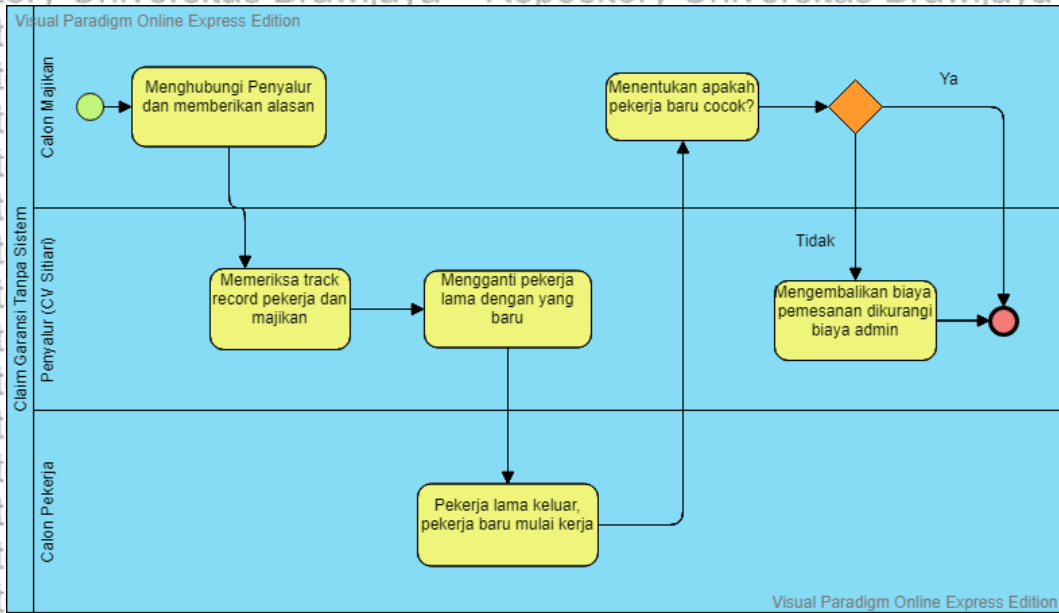 Repository Universitas Brawijaya
Visual Paradigm Online Express Edition
Claim Garansi Tanpa Sistem
Calon Majikan
Menghubungi Penyalur
dan memberikan alasan
Menentukan apakah
pekerja baru cocok?
Ya
Tidak
Penyalur (CV Sitiari)
Memeriksa track
record pekerja dan
majikan
Mengganti pekerja
lama dengan yang
baru
Mengembalikan biaya
pemesanan dikurangi
biaya admin
Calon Pekerja
Pekerja lama keluar,
pekerja baru mulai kerja
Visual Paradigm Online Express Edition